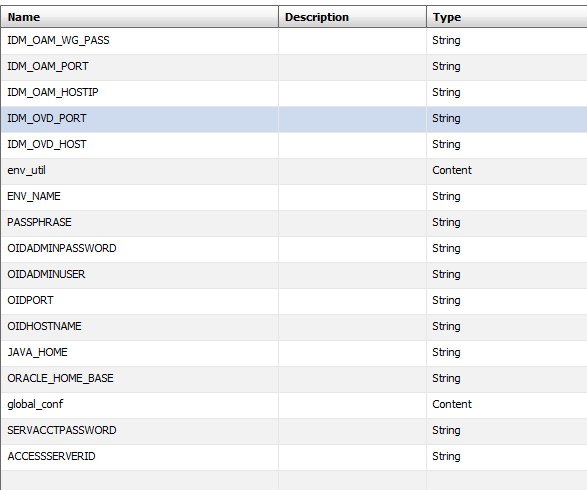 Name Description Type
IDM_OAM_WG_PASS String
IDM_OAM_PORT String
IDM_OAM_HOSTIP String
IDM_OVD_PORT String
IDM_OVD_HOST String
env_util Content
ENV_NAME String
PASSPHRASE String
OIDADMINPASSWORD String
OIDADMINUSER String
OIDPORT String
OIDHOSTNAME String
JAVA_HOME String
ORACLE_HOME_BASE String
global_conf Content
SERVACCTPASSWORD String
ACCESSSERVERID String